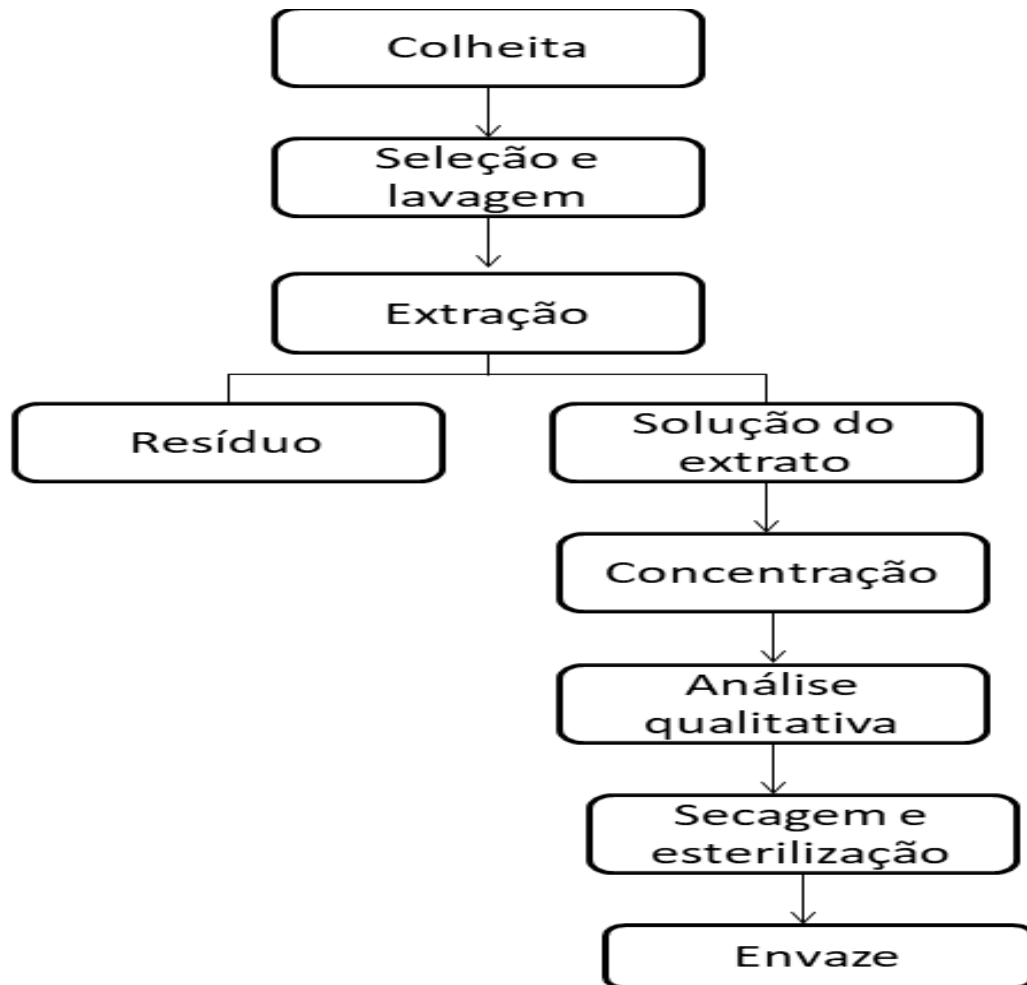 Colheita
Seleção e
lavagem
Extração
Resíduo
Solução do
extrato
Concentração
Análise
qualitativa
Secagem e
esterilização
Envaze